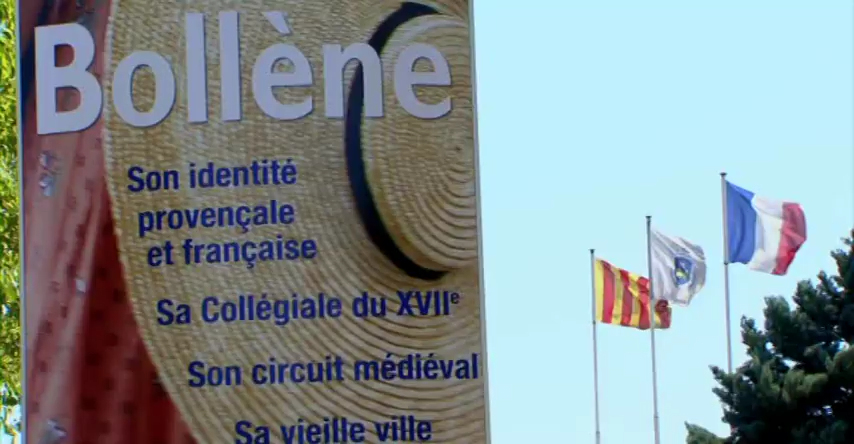 Bollène
Son identité
provençale
et française
Sa Collégiale du XVIIᵉ
Son circuit médiéval
Sa vieille ville